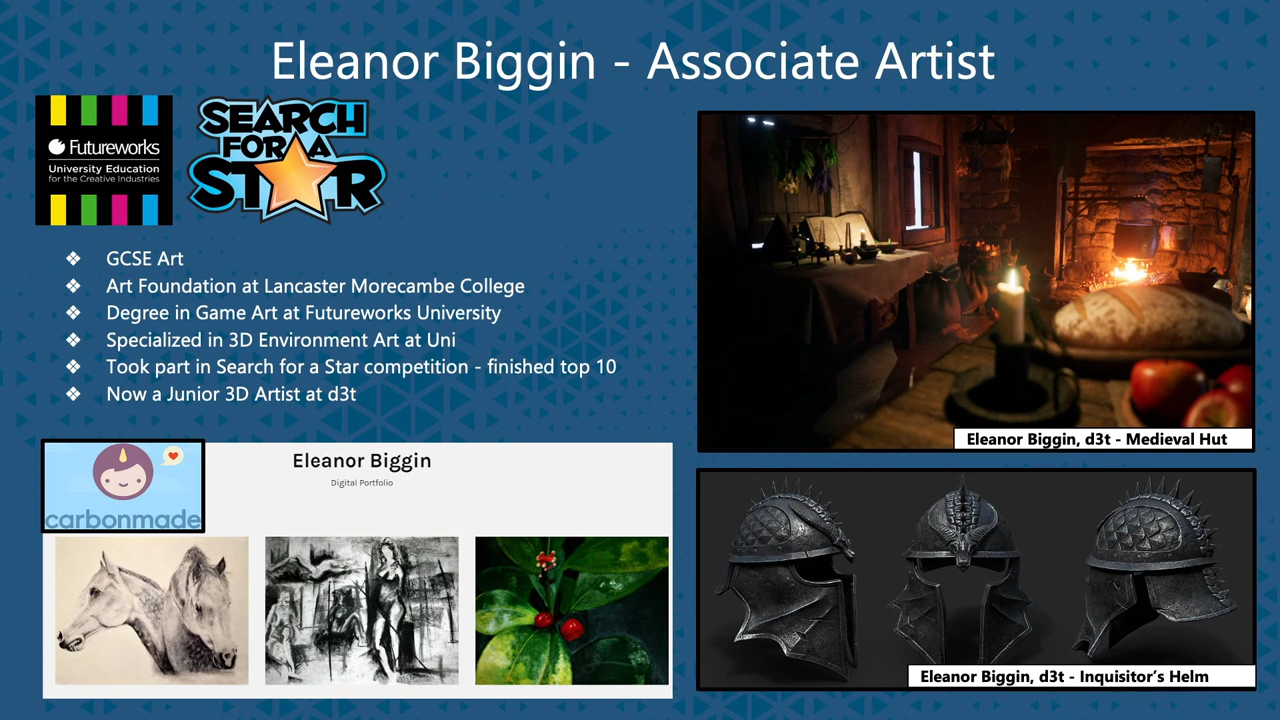 Eleanor Biggin - Associate Artist
Futureworks
University Education
for the Creative Industries
SEARCH
FOR A
STAR
❖ GCSE Art
❖ Art Foundation at Lancaster Morecambe College
❖ Degree in Game Art at Futureworks University
❖ Specialized in 3D Environment Art at Uni
❖ Took part in Search for a Star competition - finished top 10
❖ Now a Junior 3D Artist at d3t
Eleanor Biggin, d3t - Medieval Hut
carbonmade
Eleanor Biggin
Digital Portfolio
Eleanor Biggin, d3t - Inquisitor's Helm